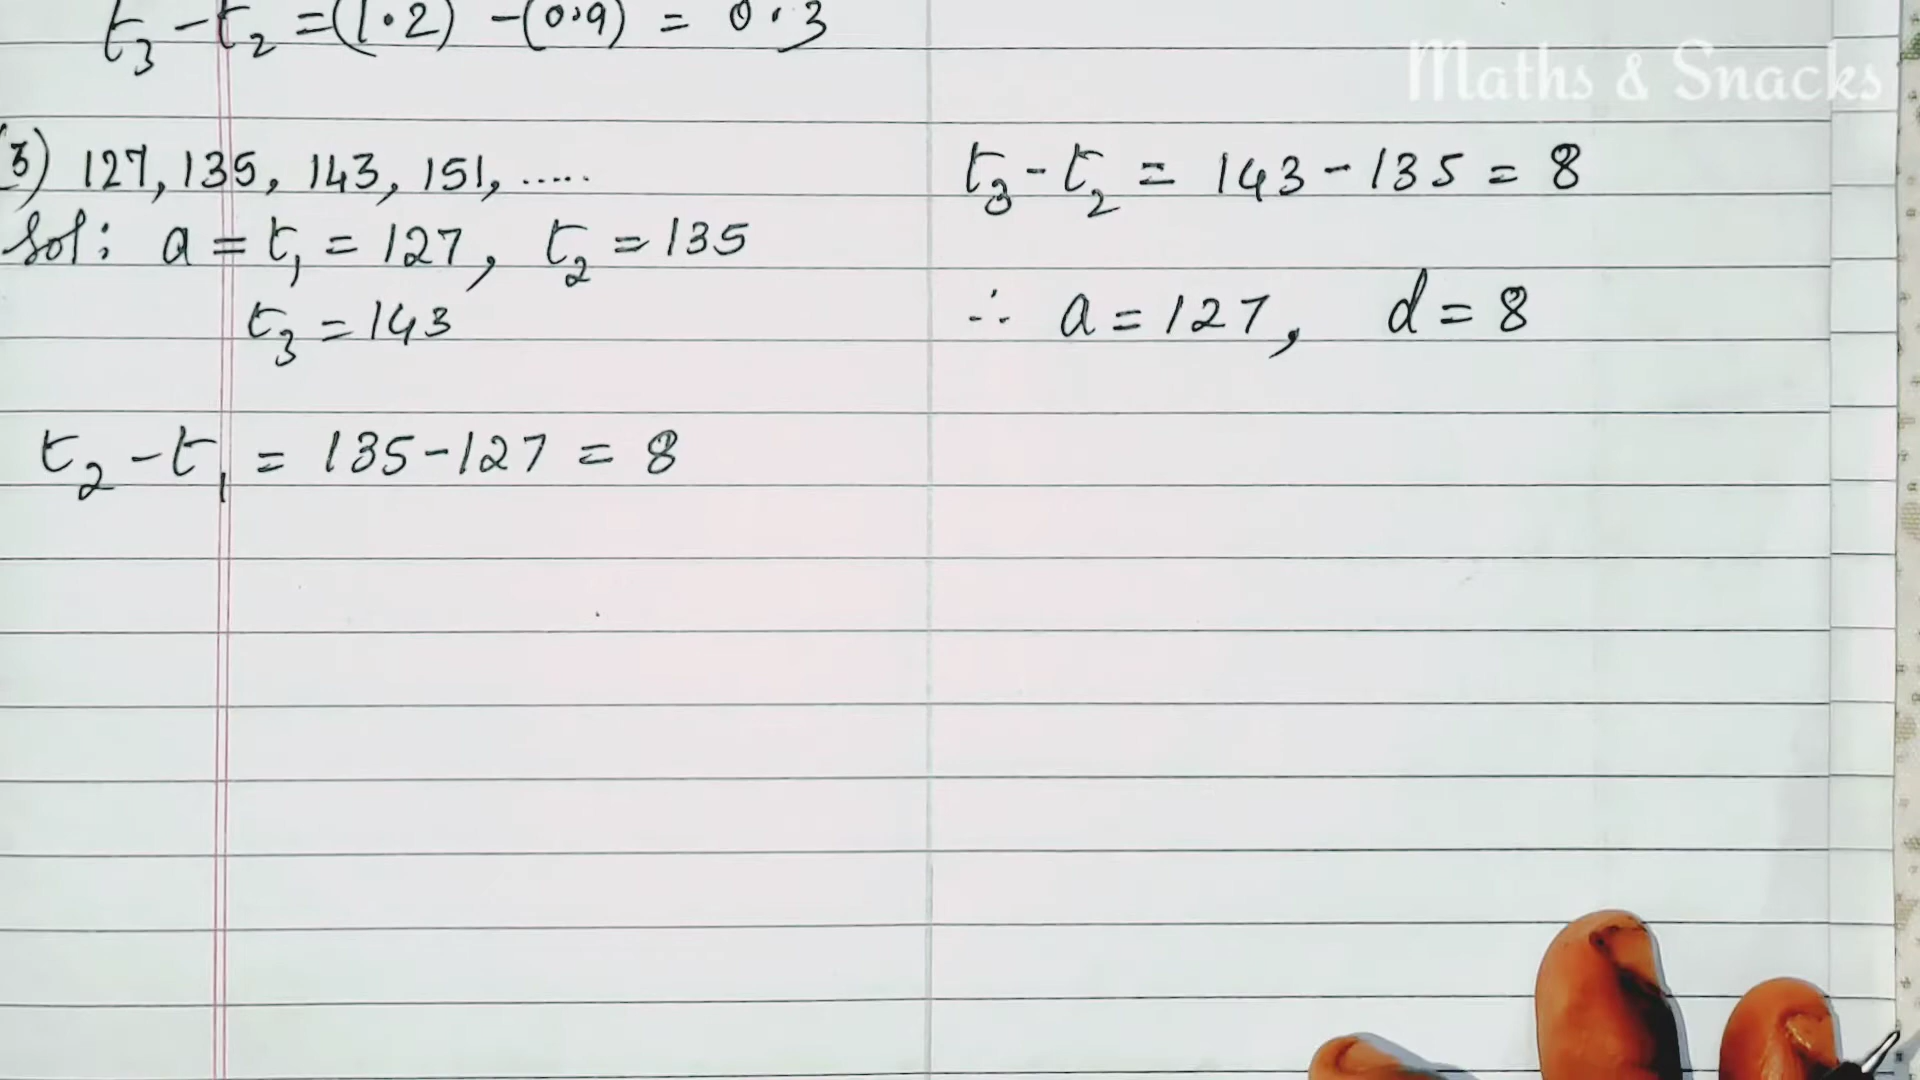 t₃ - t₂ = (1.2) - (0.9) = 0.3
Maths & Snacks
(3) 127, 135, 143, 151, .....
Sol: a = t₁ = 127, t₂ = 135
t₃ = 143
t₂ - t₁ = 135 - 127 = 8
t₃ - t₂ = 143 - 135 = 8
∴ a = 127, d = 8